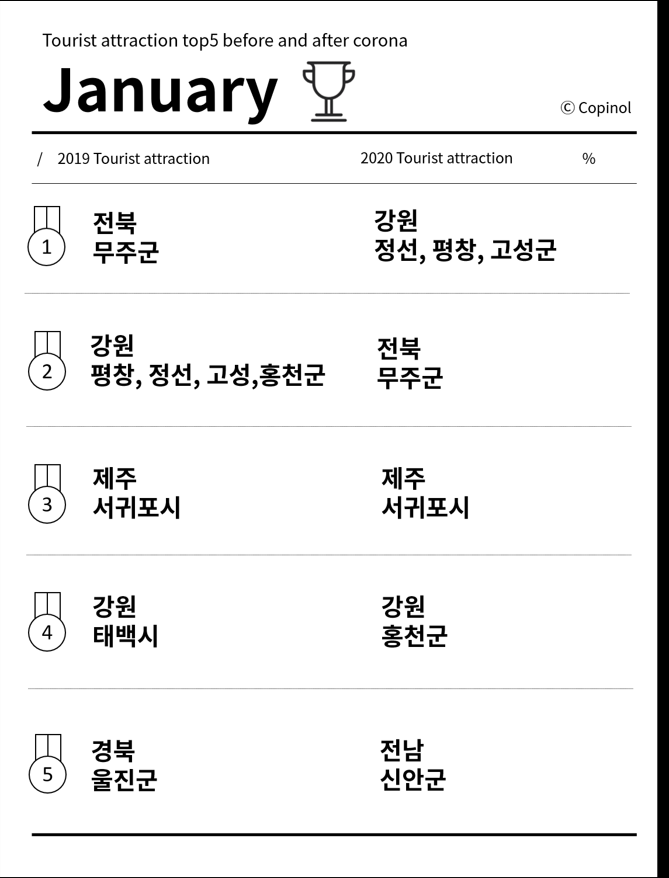 Tourist attraction top5 before and after corona
January
© Copinol
/ 2019 Tourist attraction 2020 Tourist attraction %
1
전북
무주군
강원
정선, 평창, 고성군
2
강원
평창, 정선, 고성,홍천군
전북
무주군
3
제주
서귀포시
제주
서귀포시
4
강원
태백시
강원
홍천군
5
경북
울진군
전남
신안군